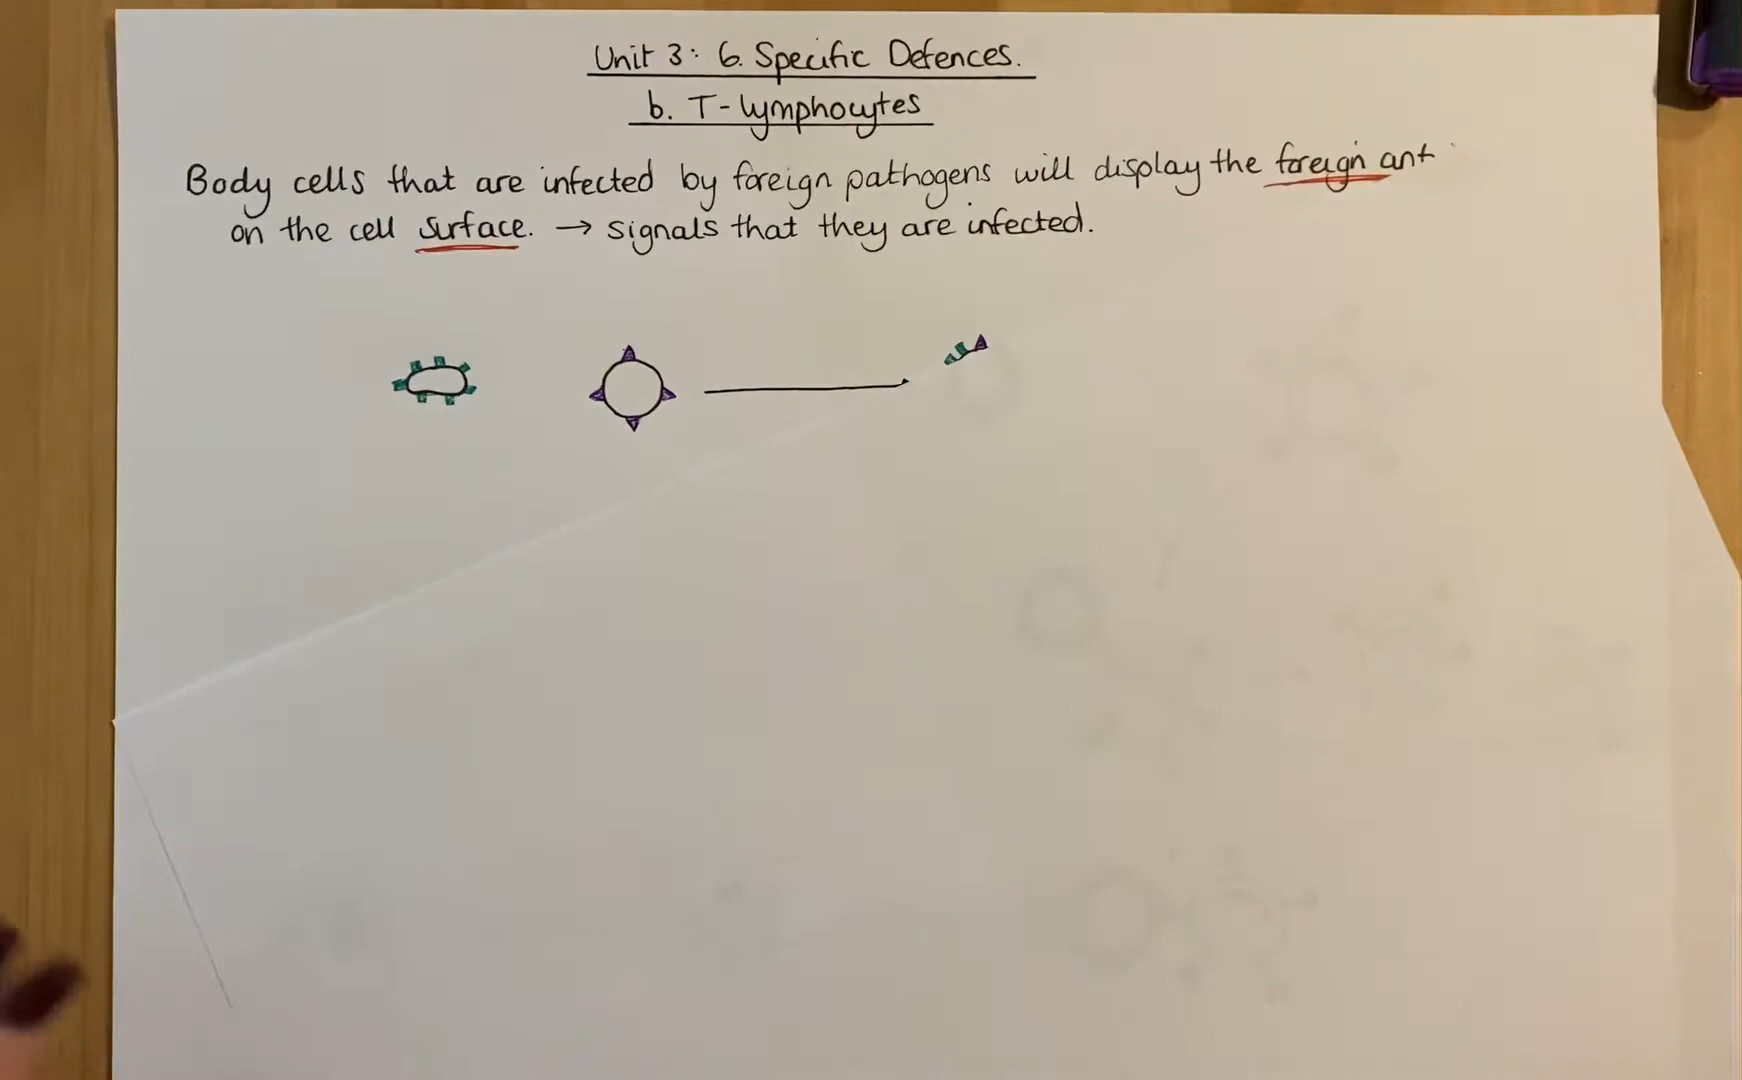 Unit 3: 6. Specific Defences.
b. T-lymphocytes
Body cells that are infected by foreign pathogens will display the foreign ant
on the cell surface. → signals that they are infected.